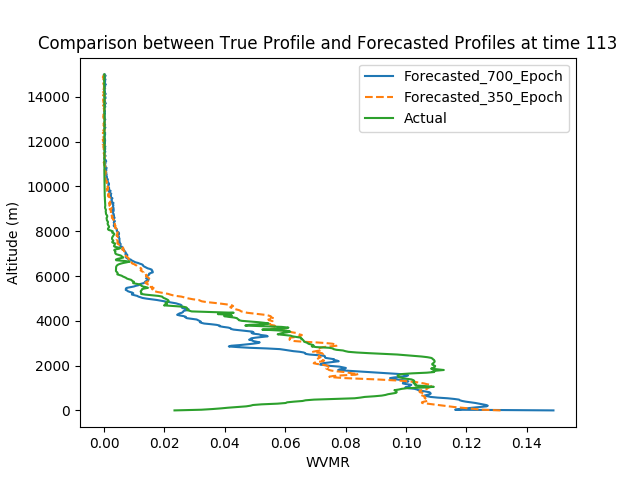 Comparison between True Profile and Forecasted Profiles at time 113
Forecasted_700_Epoch
Forecasted_350_Epoch
Actual
14000
12000
10000
8000
6000
4000
2000
0
Altitude (m)
0.00 0.02 0.04 0.06 0.08 0.10 0.12 0.14
WVMR